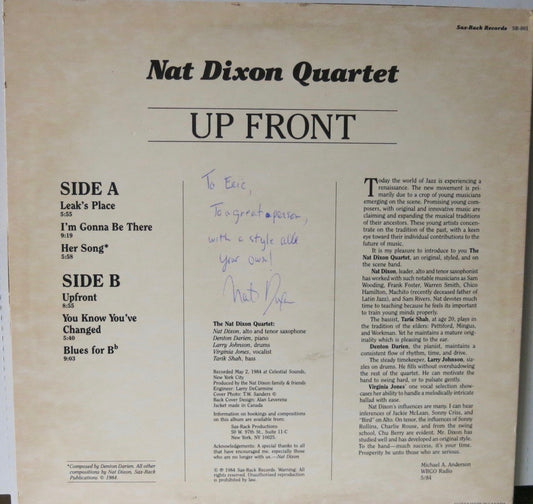 Sax-Rack Records SR-001
Nat Dixon Quartet
UP FRONT
SIDE A
Leak's Place
5:55
I'm Gonna Be There
9:19
Her Song*
5:58
SIDE B
Upfront
8:55
You Know You've
Changed
5:40
Blues for Bb
9:03
*Composed by Denton Darien. All other
compositions by Nat Dixon, Sax-Rack
Publications © 1984.
To Eric,
To a great person,
with a style all
your own!
Nat Dixon
The Nat Dixon Quartet:
Nat Dixon, alto and tenor saxophone
Denton Darien, piano
Larry Johnson, drums
Virginia Jones, vocalist
Tarik Shah, bass
Recorded May 2, 1984 at Celestial Sounds,
New York City
Produced by the Nat Dixon family & friends
Engineer: Larry DeCarmine
Cover Photo: T.W. Sanders ©
Back Cover Design: Alan Leverena
Jacket made in Canada
Information on bookings and compositions
on this album are available from:
Sax-Rack Productions
50 W. 97th St., Suite 11-C
New York, NY 10025
Acknowledgements: A special thanks to all
that have encouraged me, especially those
who are no longer with us.—Nat Dixon
© ℗ 1984 Sax-Rack Records. Warning: All
rights reserved. Unauthorized reproduction
is prohibited by law.
Today the world of Jazz is experiencing a
renaissance. The new movement is pri-
marily due to a crop of young musicians
emerging on the scene. Promising young com-
posers, with original and innovative music are
claiming and expanding the musical traditions
of their ancestors. These young artists concen-
trate on the tradition of the past, with a keen
eye toward their individual contributions to the
future of music.
It is my pleasure to introduce you The
Nat Dixon Quartet, an original, styled, and on
the scene combo.
Nat Dixon, leader, alto and tenor saxophonist
has worked with such notable musicians as Sam
Wooding, Frank Foster, Warren Smith, Chico
Hamilton, Machito (recently deceased father of
Latin Jazz), and Sam Rivers. Nat devotes much
time to teaching because he feels its important
to train young minds properly.
The bassist, Tarik Shah, at age 20, plays in
the tradition of the elders: Pettiford, Mingus,
and Workman. Yet he maintains a mature origi-
nality which is pleasing to the ear.
Denton Darien, the pianist, maintains a
consistent flow of rhythm, time, and drive.
The steady timekeeper, Larry Johnson, siz-
zles on drums. He fills without overshadowing
the rest of the quartet. He can motivate the
band to swing hard, or to pulsate gently.
Virginia Jones' one vocal selection show-
cases her ability to handle a melodically intricate
ballad with ease.
Nat Dixon's influences are many. I can hear
inferences of Jackie McLean, Sonny Criss, and
"Bird" on Alto. On tenor, the influences of Sonny
Rollins, Charlie Rouse, and from the swing
school, Chu Berry are evident. Mr. Dixon has
studied well and has developed an original style.
To the band—much success, it's your time.
Prosperity be unto those who are serious.
Michael A. Anderson
WBGO Radio
5/84